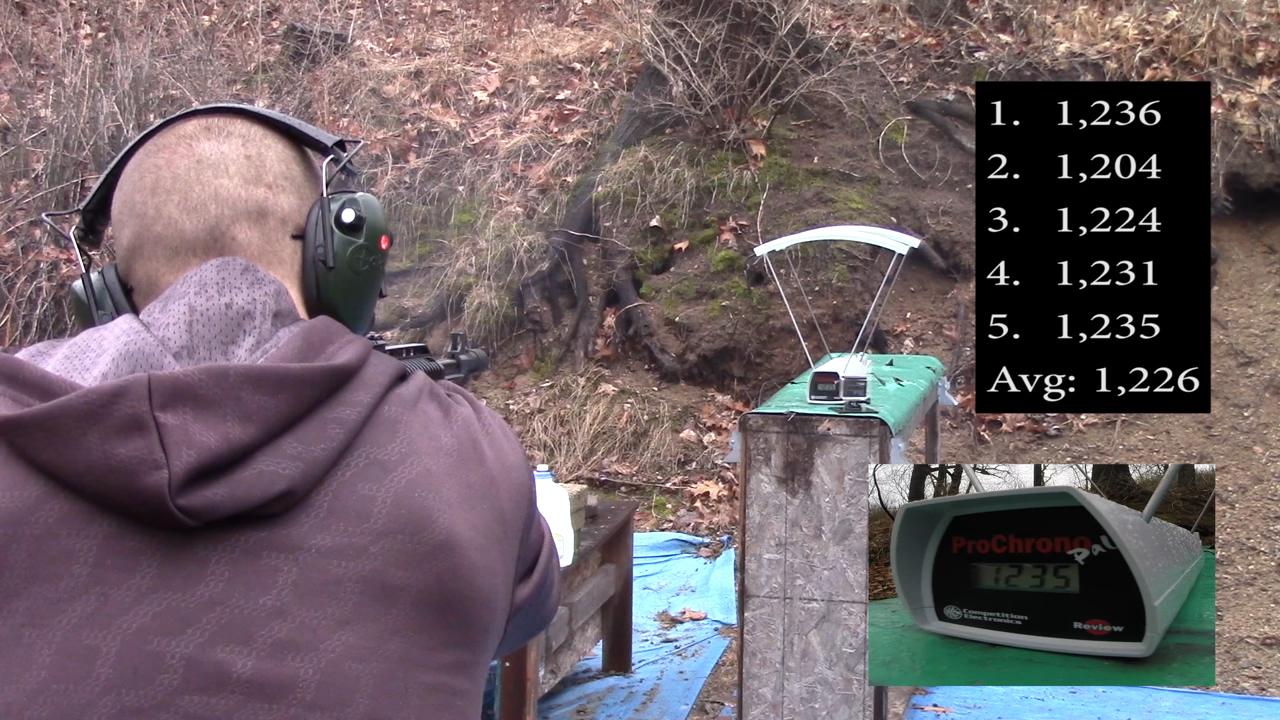 1. 1,236
2. 1,204
3. 1,224
4. 1,231
5. 1,235
Avg: 1,226
ProChrono
Pal
1235
Competition
Electronics
Review